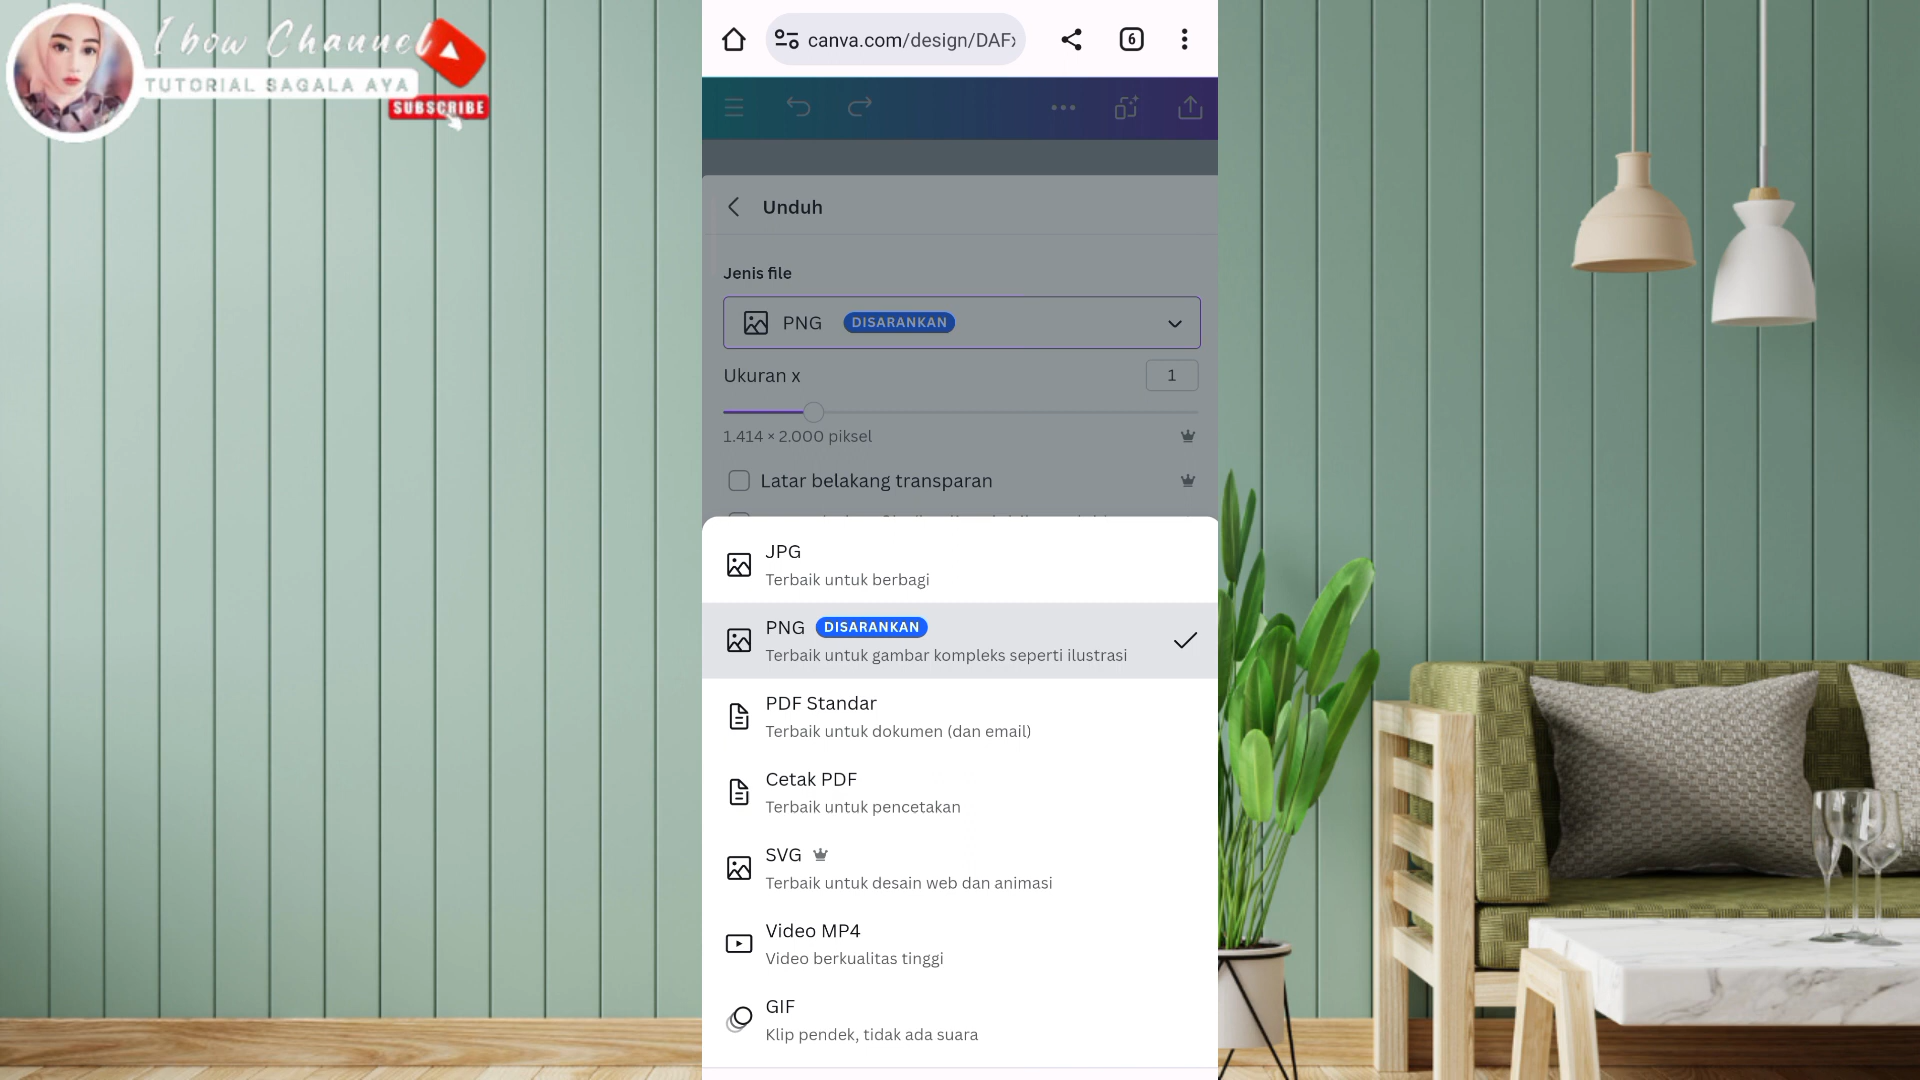 Ibow Channel
TUTORIAL SAGALA AYA
SUBSCRIBE
canva.com/design/DAF
6
Unduh
Jenis file
PNG DISARANKAN
Ukuran x
1
1.414 × 2.000 piksel
Latar belakang transparan
JPG
Terbaik untuk berbagi
PNG DISARANKAN
Terbaik untuk gambar kompleks seperti ilustrasi
PDF Standar
Terbaik untuk dokumen (dan email)
Cetak PDF
Terbaik untuk pencetakan
SVG
Terbaik untuk desain web dan animasi
Video MP4
Video berkualitas tinggi
GIF
Klip pendek, tidak ada suara